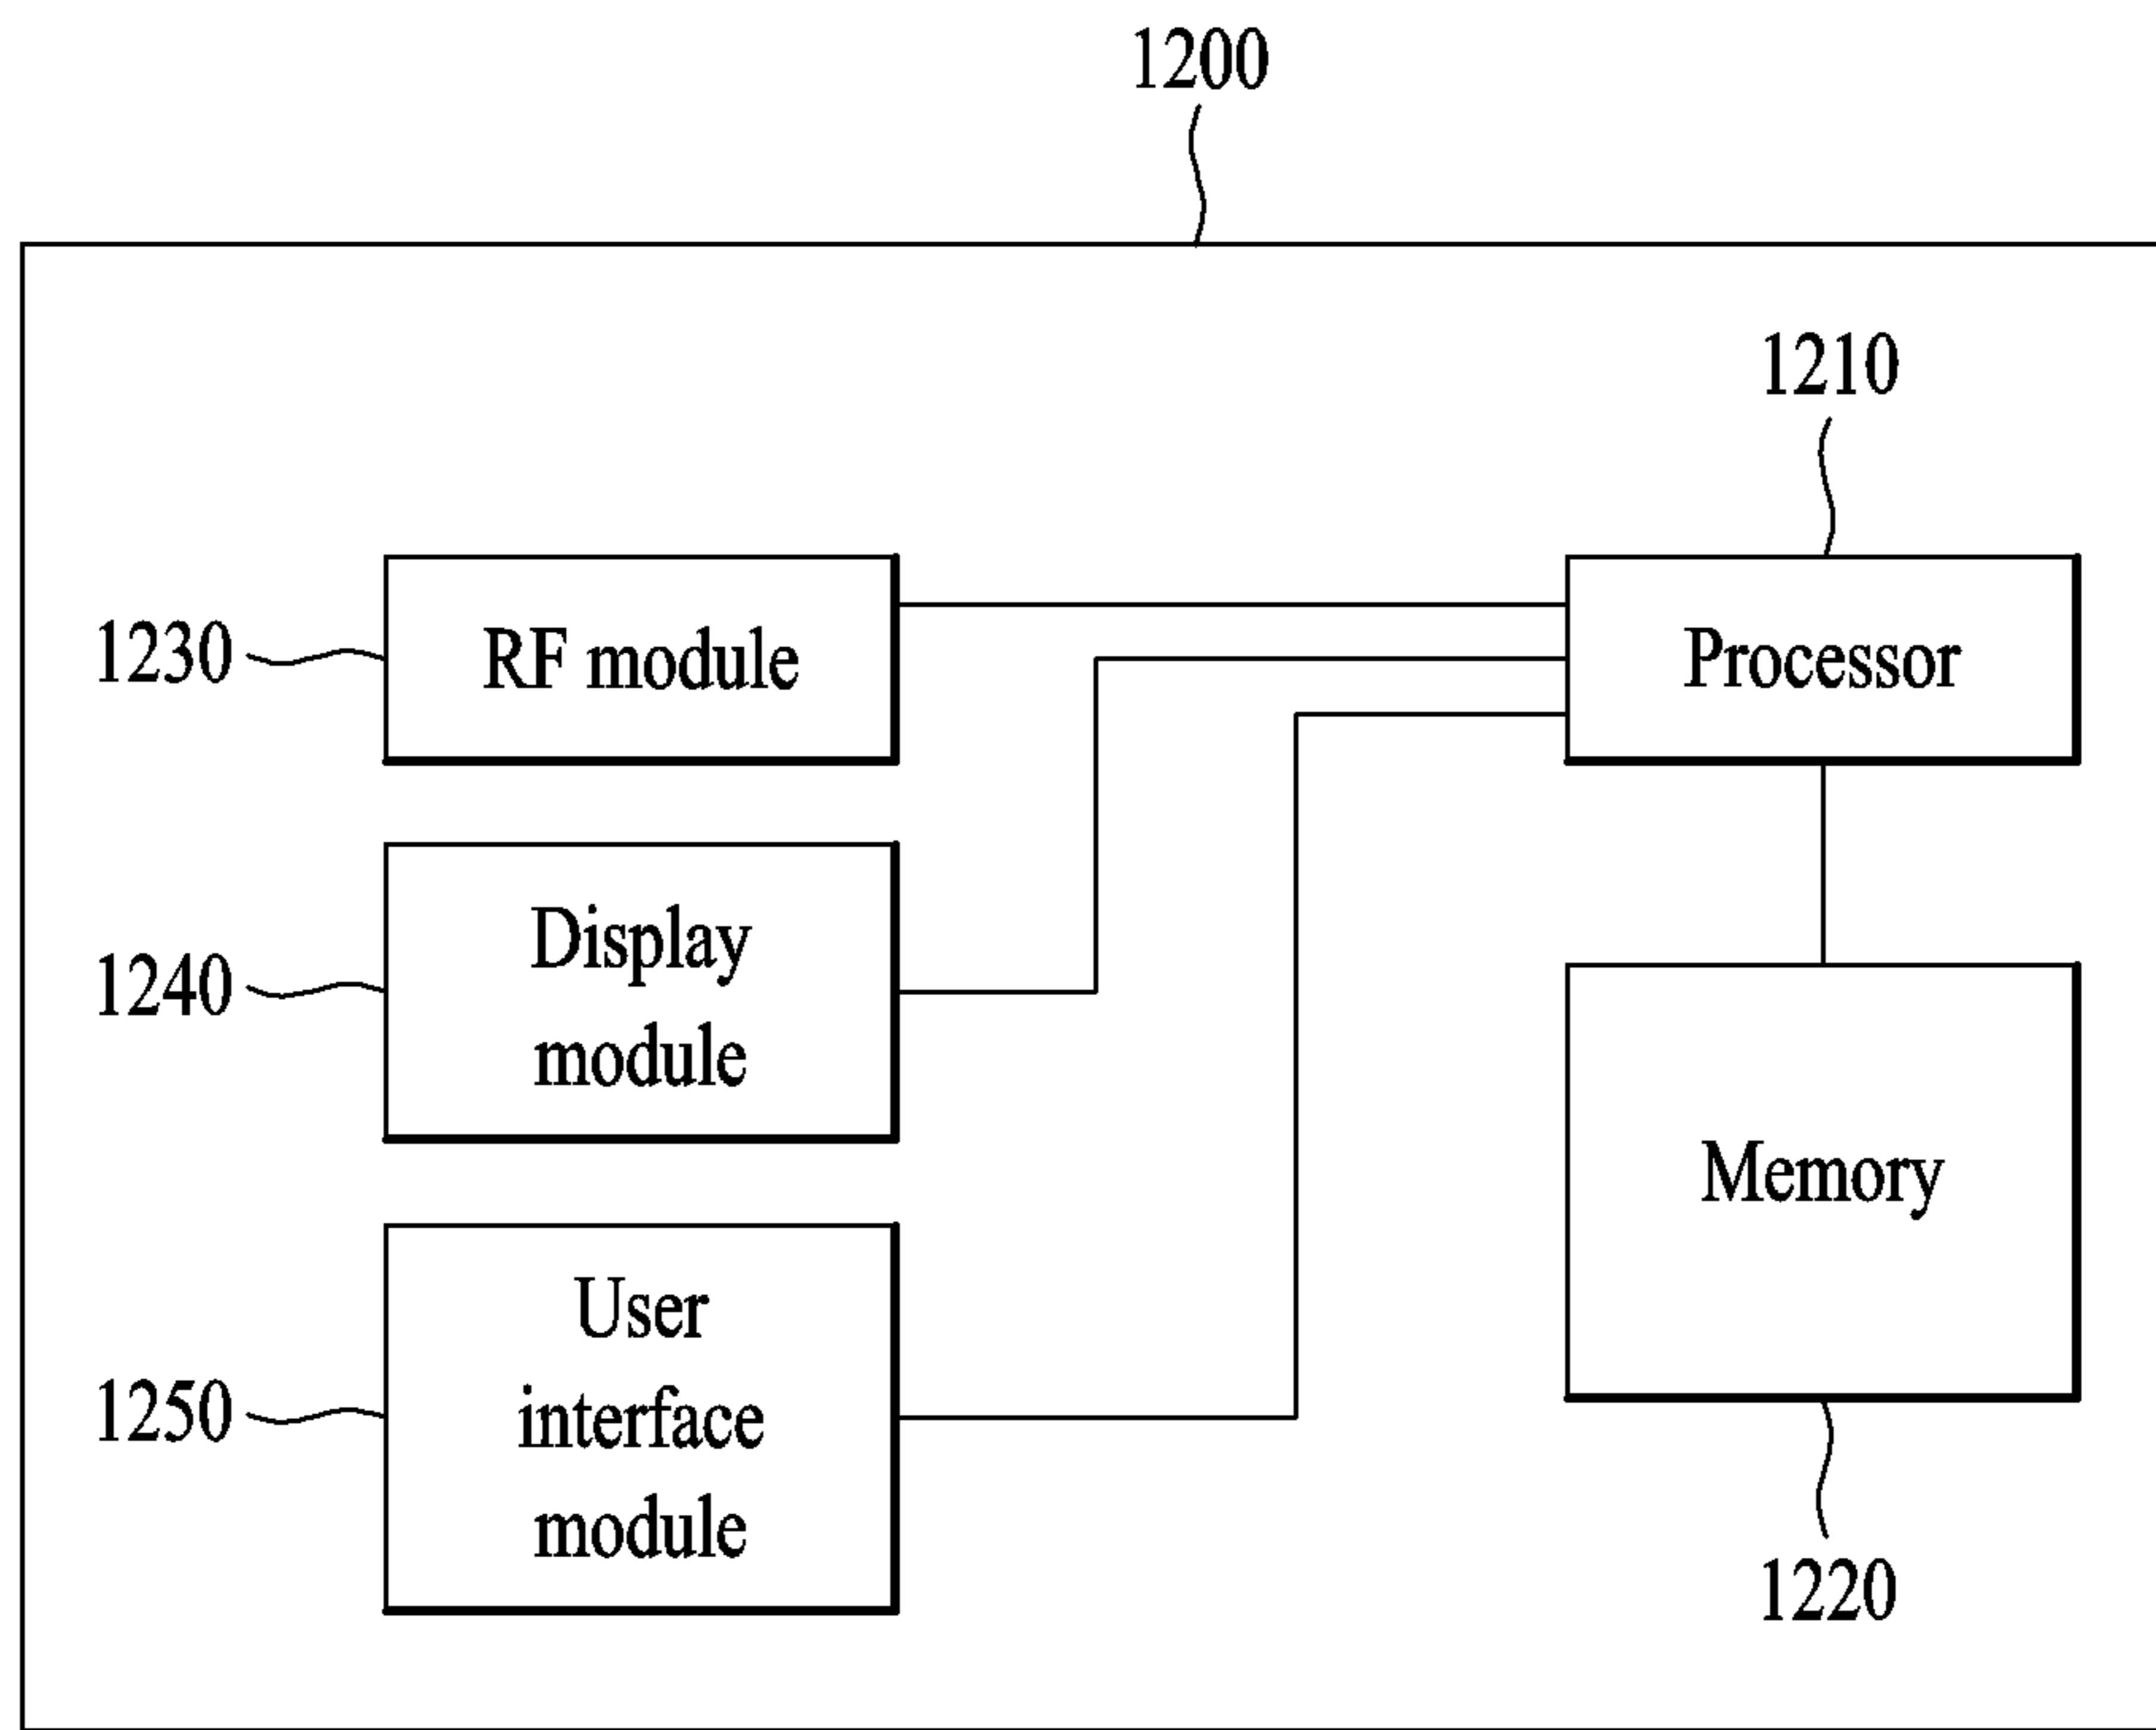 1200
1210
1230
RF module
Processor
1240
Display
module
Memory
1250
User
interface
module
1220